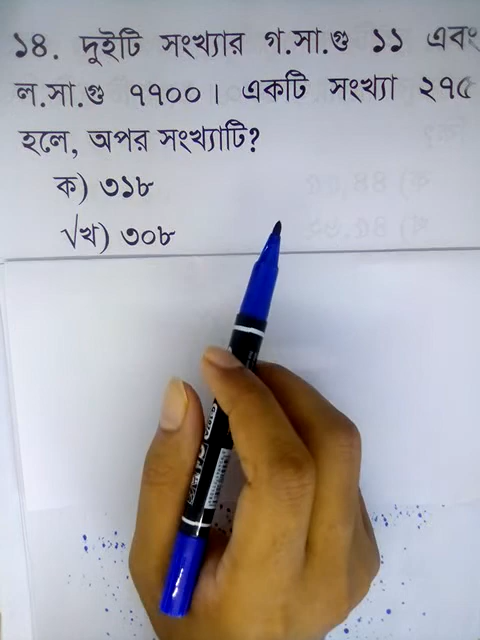 ১৪. দুইটি সংখ্যার গ.সা.গু ১১ এবং
ল.সা.গু ৭৭০০। একটি সংখ্যা ২৭৫
হলে, অপর সংখ্যাটি?
ক) ৩১৮
√খ) ৩০৮